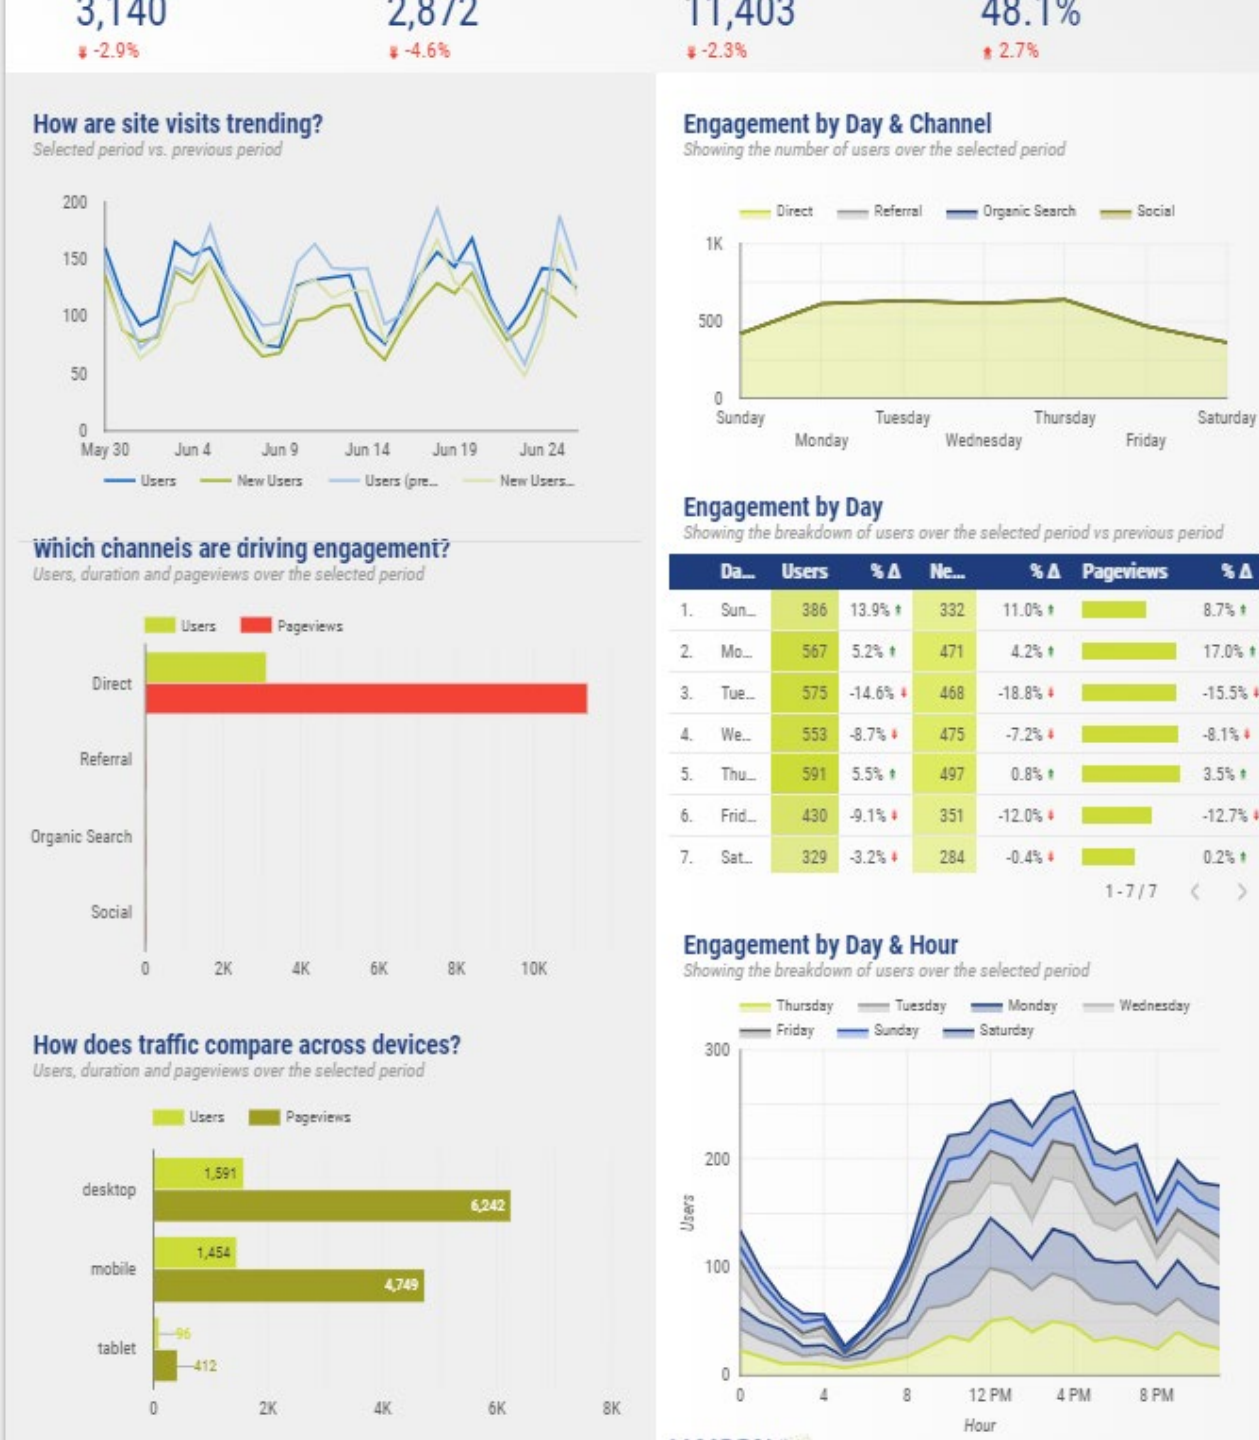 3,140 2,872 11,403 48.1%
-2.9% -4.6% -2.3% 2.7%
How are site visits trending?
Selected period vs. previous period
200
150
100
50
0
May 30 Jun 4 Jun 9 Jun 14 Jun 19 Jun 24
Users New Users Users (pre... New Users...
Which channels are driving engagement?
Users, duration and pageviews over the selected period
Users Pageviews
Direct
Referral
Organic Search
Social
0 2K 4K 6K 8K 10K
How does traffic compare across devices?
Users, duration and pageviews over the selected period
Users Pageviews
1,591
desktop
6,242
1,454
mobile
4,749
96
tablet
412
0 2K 4K 6K 8K
Engagement by Day & Channel
Showing the number of users over the selected period
Direct Referral Organic Search Social
1K
500
0
Sunday Tuesday Thursday Saturday
Monday Wednesday Friday
Engagement by Day
Showing the breakdown of users over the selected period vs previous period
Da... Users % Δ Ne... % Δ Pageviews % Δ
1. Sun... 386 13.9% 332 11.0% 8.7%
2. Mo... 567 5.2% 471 4.2% 17.0%
3. Tue... 575 -14.6% 468 -18.8% -15.5%
4. We... 553 -8.7% 475 -7.2% -8.1%
5. Thu... 591 5.5% 497 0.8% 3.5%
6. Frid... 430 -9.1% 351 -12.0% -12.7%
7. Sat... 329 -3.2% 284 -0.4% 0.2%
1 - 7 / 7
Engagement by Day & Hour
Showing the breakdown of users over the selected period
Thursday Tuesday Monday Wednesday
Friday Sunday Saturday
300
200
100
0
Users
0 4 8 12 PM 4 PM 8 PM
Hour